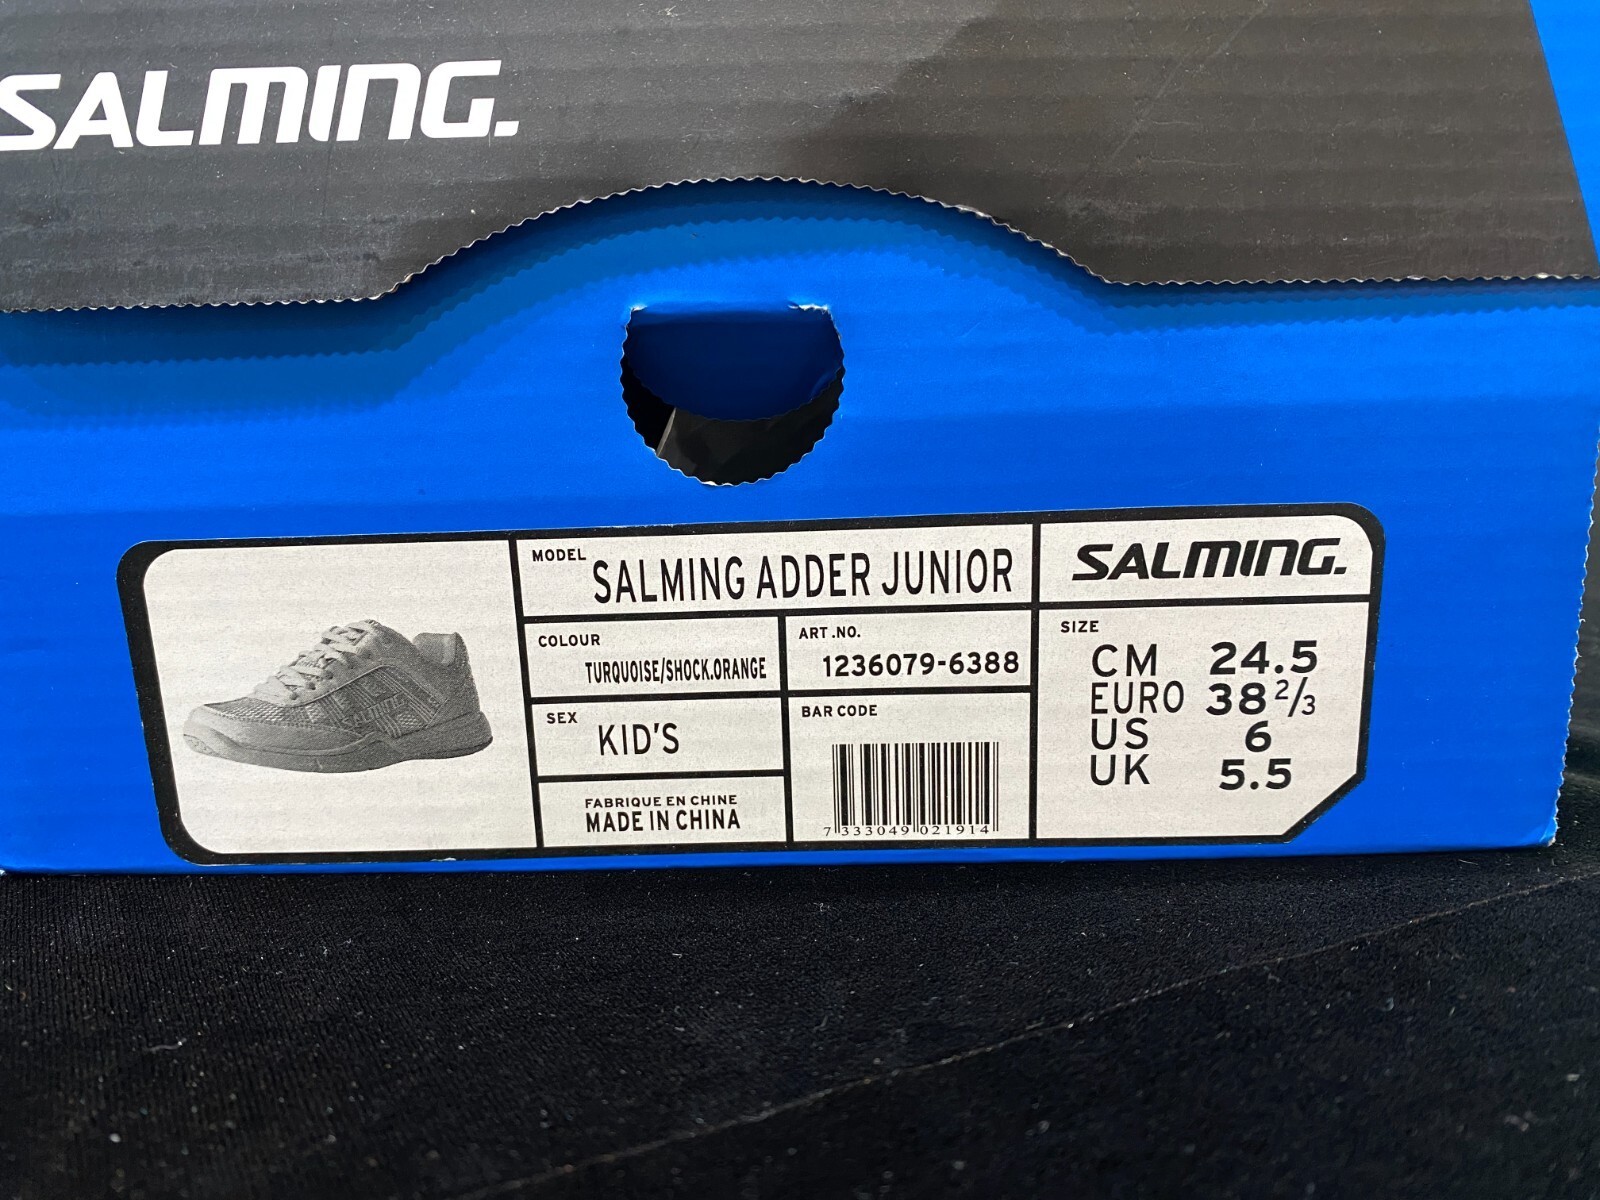 SALMING.
MODEL
SALMING ADDER JUNIOR
SALMING.
COLOUR
TURQUOISE/SHOCK.ORANGE
ART.NO.
1236079-6388
SIZE
CM 24.5
EURO 38 2/3
US 6
UK 5.5
SEX
KID'S
BAR CODE
7 333049 021914
FABRIQUE EN CHINE
MADE IN CHINA
SALMING